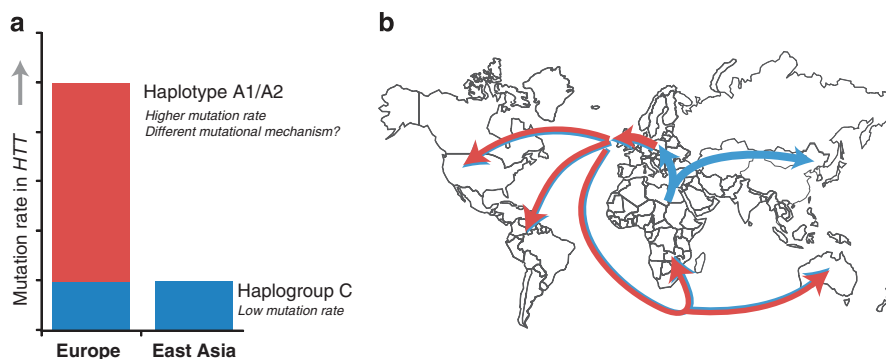 a
Mutation rate in HTT
Haplotype A1/A2
Higher mutation rate
Different mutational mechanism?
Haplogroup C
Low mutation rate
Europe
East Asia
b